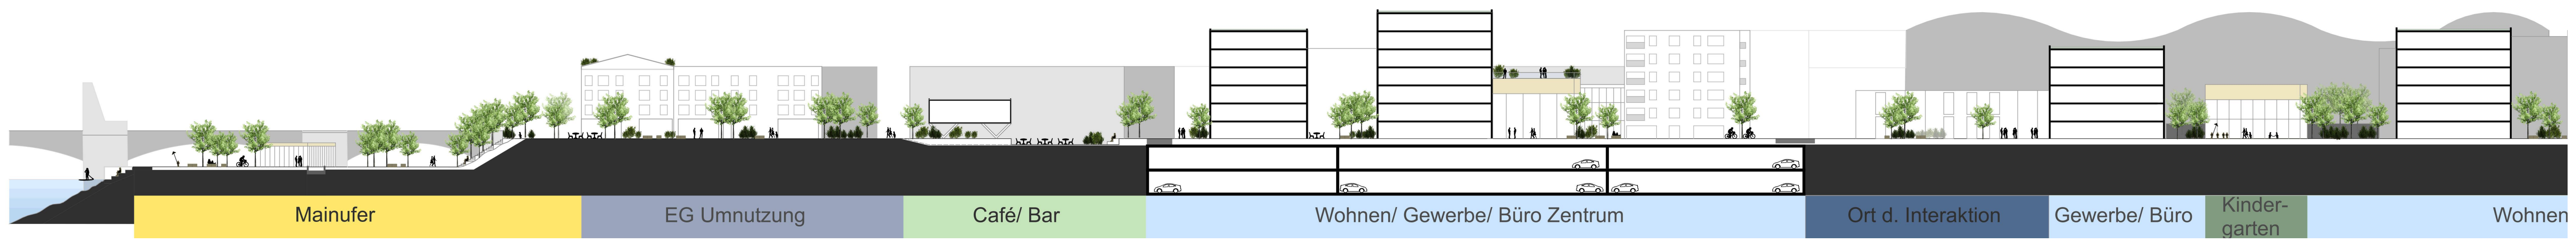 Mainufer
EG Umnutzung
Café/ Bar
Wohnen/ Gewerbe/ Büro Zentrum
Ort d. Interaktion
Gewerbe/ Büro
Kinder-
garten
Wohnen